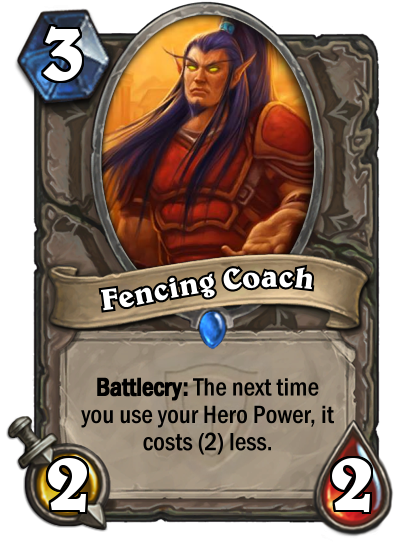 3
Fencing Coach
Battlecry: The next time
you use your Hero Power, it
costs (2) less.
2 2